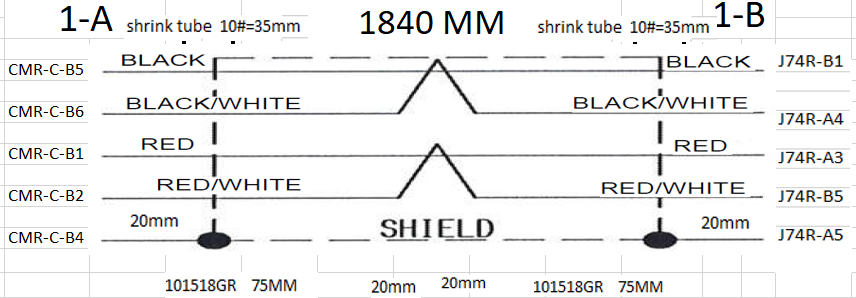 1-A shrink tube 10#=35mm 1840 MM shrink tube 10#=35mm 1-B
CMR-C-B5 BLACK BLACK J74R-B1
CMR-C-B6 BLACK/WHITE BLACK/WHITE J74R-A4
CMR-C-B1 RED RED J74R-A3
CMR-C-B2 RED/WHITE RED/WHITE J74R-B5
20mm 20mm
CMR-C-B4 SHIELD J74R-A5
101518GR 75MM 20mm 20mm 101518GR 75MM